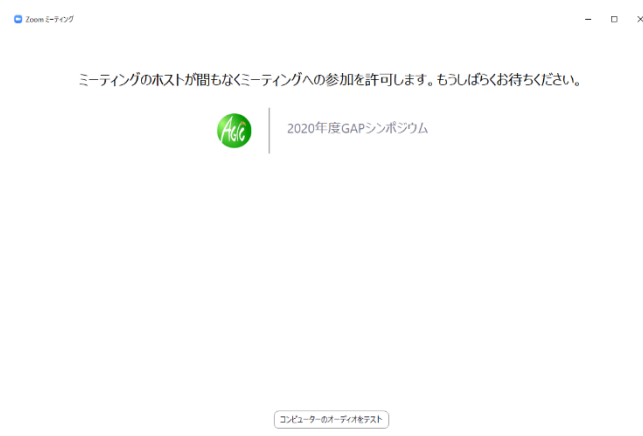 Zoom ミーティング
ミーティングのホストが間もなくミーティングへの参加を許可します。もうしばらくお待ちください。
AGIC
2020年度GAPシンポジウム
コンピューターのオーディオをテスト